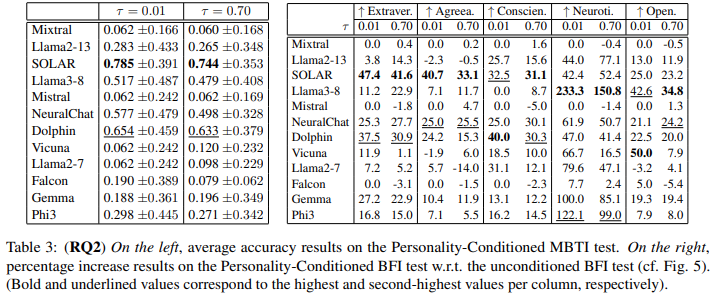 τ = 0.01 τ = 0.70
Mixtral 0.062 ±0.166 0.060 ±0.168
Llama2-13 0.283 ±0.433 0.265 ±0.348
SOLAR 0.785 ±0.391 0.744 ±0.353
Llama3-8 0.517 ±0.487 0.479 ±0.408
Mistral 0.062 ±0.242 0.062 ±0.169
NeuralChat 0.577 ±0.479 0.498 ±0.328
Dolphin 0.654 ±0.459 0.633 ±0.379
Vicuna 0.062 ±0.242 0.120 ±0.232
Llama2-7 0.062 ±0.242 0.098 ±0.229
Falcon 0.190 ±0.389 0.079 ±0.062
Gemma 0.188 ±0.361 0.196 ±0.349
Phi3 0.298 ±0.445 0.271 ±0.342
↑ Extraver. ↑ Agreea. ↑ Conscien. ↑ Neuroti. ↑ Open.
τ 0.01 0.70 0.01 0.70 0.01 0.70 0.01 0.70 0.01 0.70
Mixtral 0.0 0.4 0.0 0.2 0.0 1.6 0.0 -0.4 0.0 -0.5
Llama2-13 3.8 14.3 -2.3 -0.5 25.7 15.6 44.0 77.1 13.0 11.9
SOLAR 47.4 41.6 40.7 33.1 32.5 31.1 42.4 52.4 25.0 23.2
Llama3-8 11.2 22.9 7.1 11.7 0.0 8.7 233.3 150.8 42.6 34.8
Mistral 0.0 -1.8 0.0 4.7 0.0 -5.0 0.0 -1.4 0.0 1.3
NeuralChat 25.3 27.7 25.0 25.5 25.0 30.1 61.9 50.7 21.1 24.2
Dolphin 37.5 30.9 24.2 15.3 40.0 30.3 47.0 41.4 22.5 20.0
Vicuna 11.9 1.1 -1.9 6.0 18.5 10.0 66.7 16.5 50.0 7.9
Llama2-7 7.2 5.2 5.7 -14.0 31.1 12.1 79.6 47.1 -3.2 4.1
Falcon 0.0 -3.1 0.0 -1.5 0.0 -2.3 7.7 2.4 5.0 -5.4
Gemma 27.2 22.9 10.4 11.9 13.1 12.2 100.0 85.1 19.3 19.4
Phi3 16.8 15.0 7.1 5.5 16.2 14.5 122.1 99.0 7.9 8.0
Table 3: (RQ2) On the left, average accuracy results on the Personality-Conditioned MBTI test. On the right,
percentage increase results on the Personality-Conditioned BFI test w.r.t. the unconditioned BFI test (cf. Fig. 5).
(Bold and underlined values correspond to the highest and second-highest values per column, respectively).